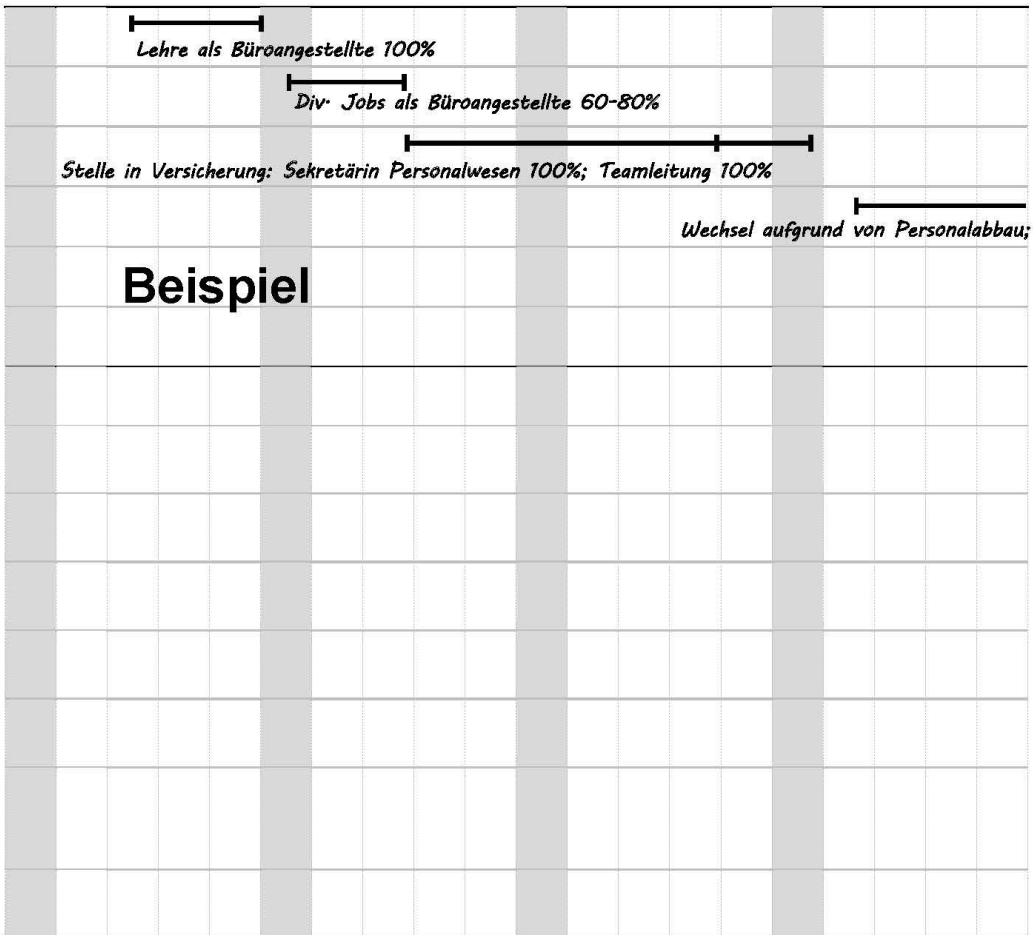 Lehre als Büroangestellte 100%
Div. Jobs als Büroangestellte 60-80%
Stelle in Versicherung: Sekretärin Personalwesen 100%; Teamleitung 100%
Wechsel aufgrund von Personalabbau;
Beispiel